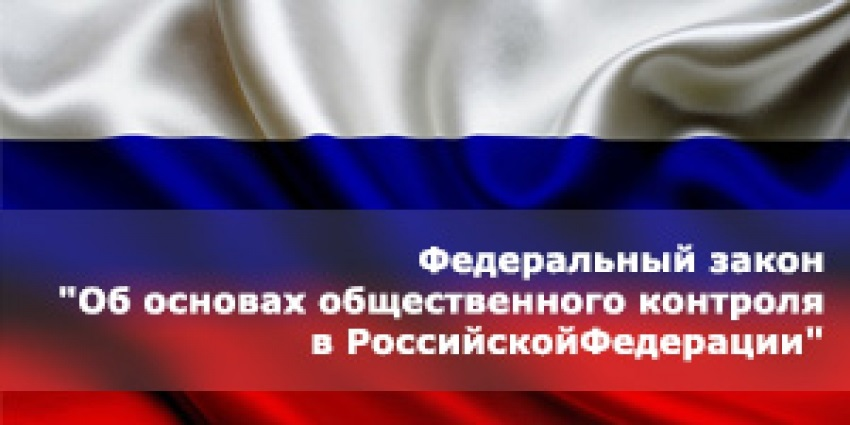 Федеральный закон
"Об основах общественного контроля
в РоссийскойФедерации"